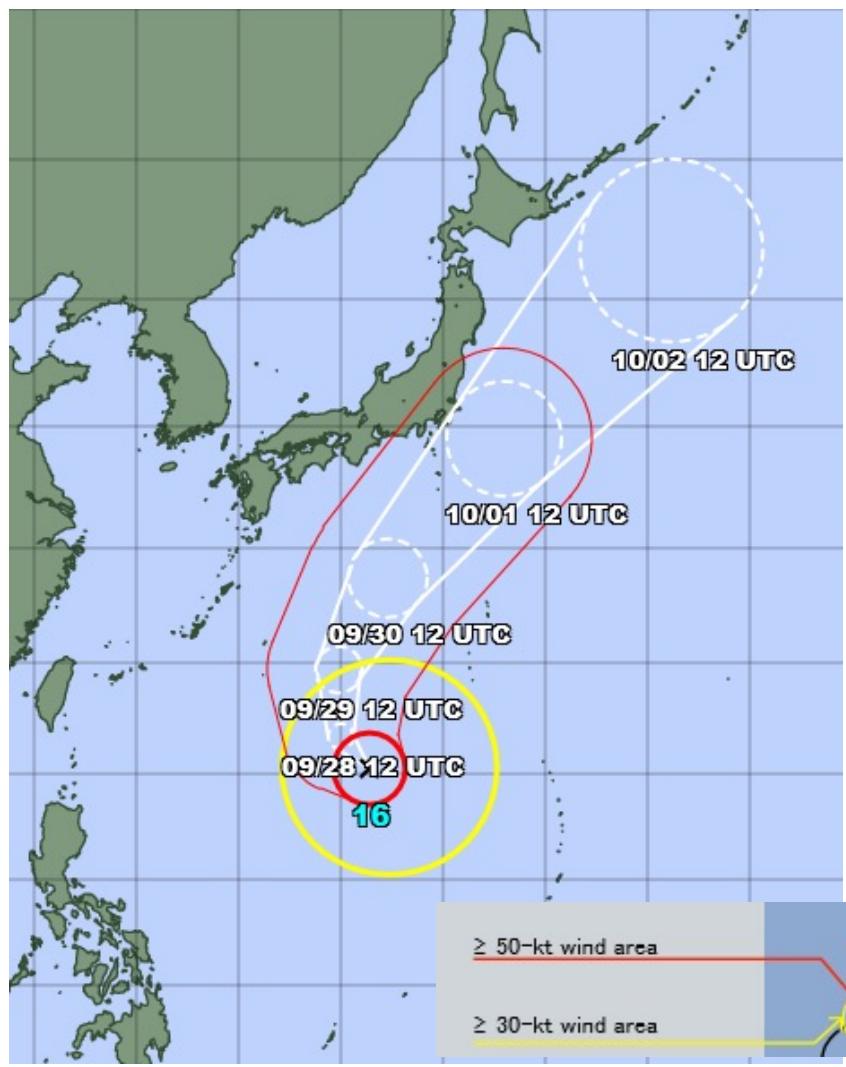 10/02 12 UTC
10/01 12 UTC
09/30 12 UTC
09/29 12 UTC
09/28 12 UTC
16
≥ 50-kt wind area
≥ 30-kt wind area